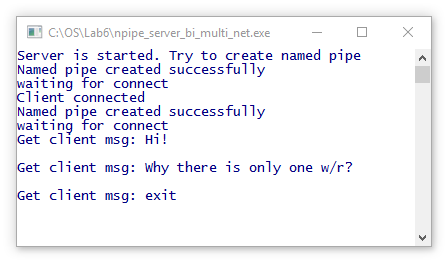 C:\OS\Lab6\npipe_server_bi_multi_net.exe
Server is started. Try to create named pipe
Named pipe created successfully
waiting for connect
Client connected
Named pipe created successfully
waiting for connect
Get client msg: Hi!
Get client msg: Why there is only one w/r?
Get client msg: exit